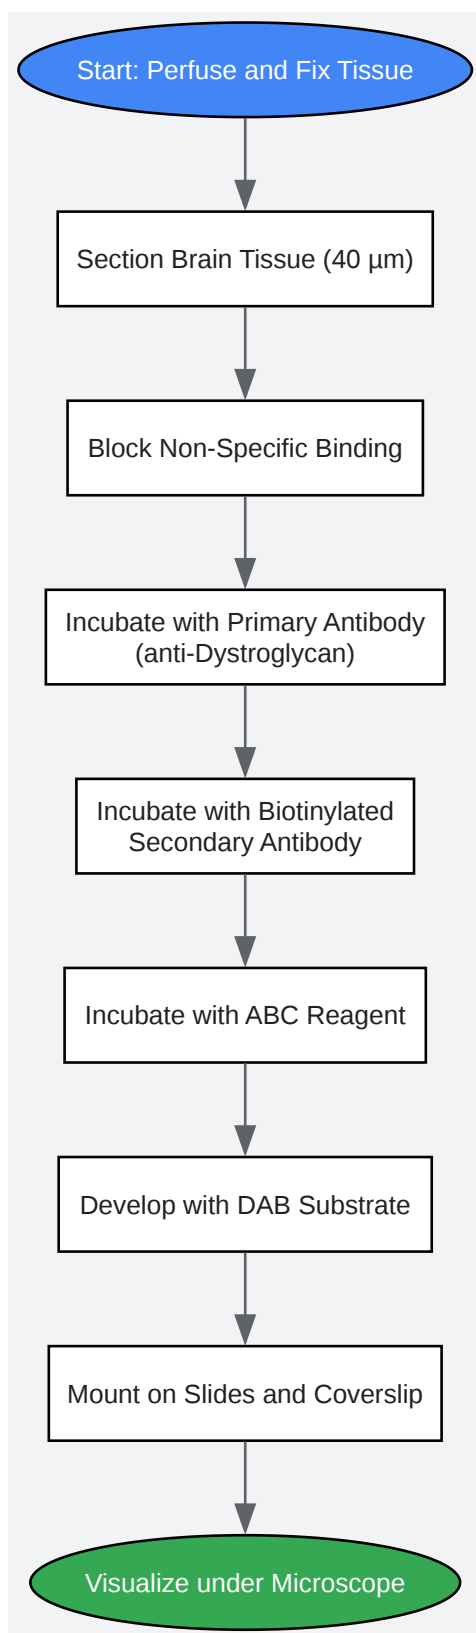 Start: Perfuse and Fix Tissue
Section Brain Tissue (40 µm)
Block Non-Specific Binding
Incubate with Primary Antibody
(anti-Dystroglycan)
Incubate with Biotinylated
Secondary Antibody
Incubate with ABC Reagent
Develop with DAB Substrate
Mount on Slides and Coverslip
Visualize under Microscope